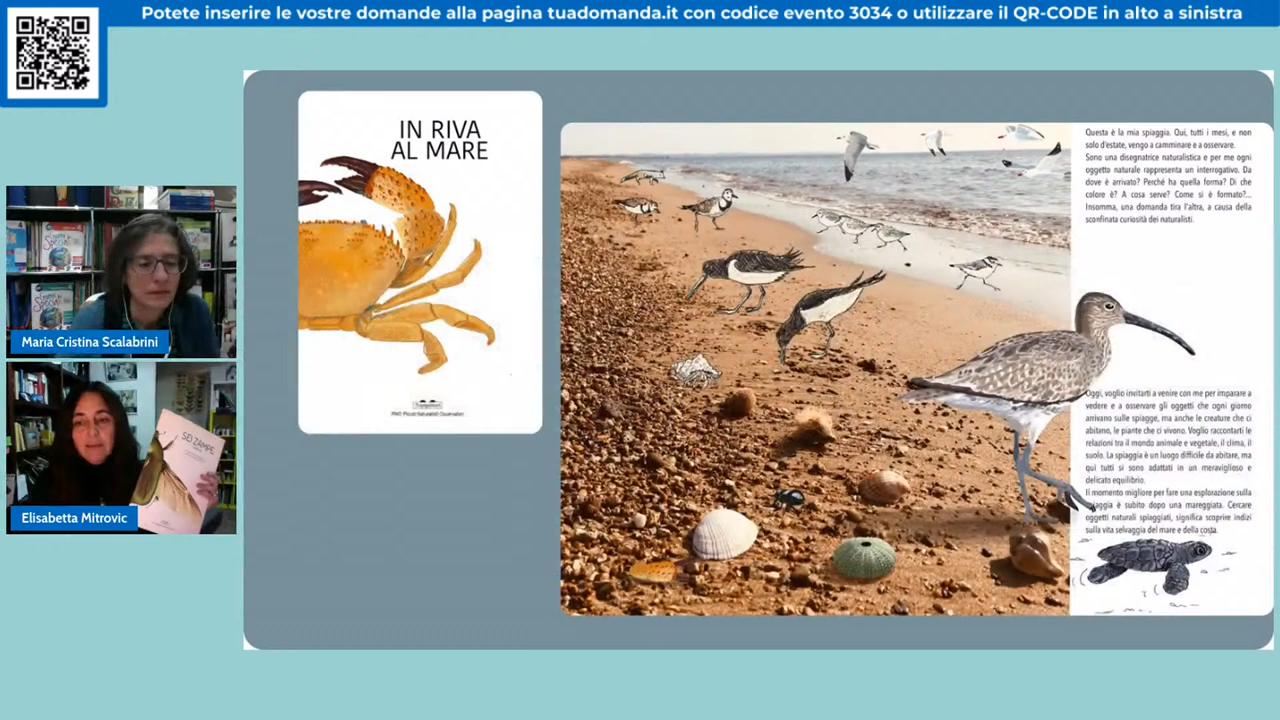 Potete inserire le vostre domande alla pagina tuadomanda.it con codice evento 3034 o utilizzare il QR-CODE in alto a sinistra
Maria Cristina Scalabrini
SEI ZAMPE
Elisabetta Mitrovic
IN RIVA
AL MARE
Questa è la mia spiaggia. Qui, tutti i mesi, e non
solo d'estate, vengo a camminare e a osservare.
Sono una disegnatrice naturalistica e per me ogni
oggetto naturale rappresenta un interrogativo. Da
dove è arrivato? Perché ha quella forma? Di che
colore è? A cosa serve? Come si è formato?...
Insomma, una domanda tira l'altra, a causa della
sconfinata curiosità dei naturalisti.
Oggi, voglio invitarti a venire con me per imparare a
vedere e a osservare gli oggetti che ogni giorno
arrivano sulle spiagge, ma anche le creature che ci
abitano, le piante che ci vivono. Voglio raccontarti le
relazioni tra il mondo animale e vegetale, il clima, il
suolo. La spiaggia è un luogo difficile da abitare, ma
qui tutti si sono adattati in un meraviglioso e
delicato equilibrio.
Il momento migliore per fare una esplorazione sulla
spiaggia è subito dopo una mareggiata. Cercare
oggetti naturali spiaggiati, significa scoprire indizi
sulla vita selvaggia del mare e della costa.